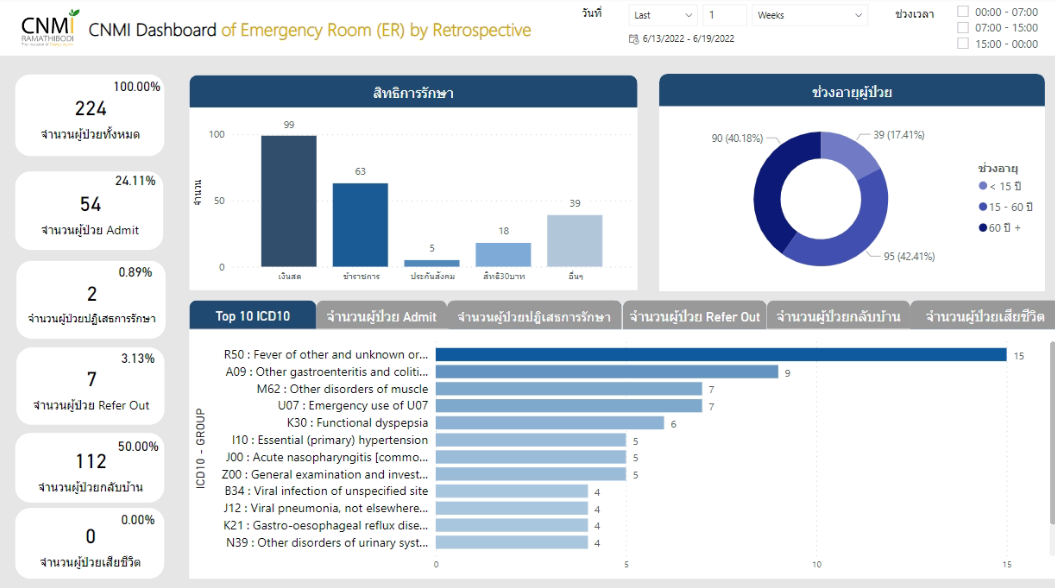 CNMI
RAMATHIBODI
CNMI Dashboard of Emergency Room (ER) by Retrospective
วันที่
Last
1
Weeks
6/13/2022 - 6/19/2022
ช่วงเวลา
00:00 - 07:00
07:00 - 15:00
15:00 - 00:00
100.00%
224
จำนวนผู้ป่วยทั้งหมด
24.11%
54
จำนวนผู้ป่วย Admit
0.89%
2
จำนวนผู้ป่วยปฏิเสธการรักษา
3.13%
7
จำนวนผู้ป่วย Refer Out
50.00%
112
จำนวนผู้ป่วยกลับบ้าน
0.00%
0
จำนวนผู้ป่วยเสียชีวิต
สิทธิการรักษา
จำนวน
100
50
0
99
63
5
18
39
เงินสด
ข้าราชการ
ประกันสังคม
สิทธิ30บาท
อื่นๆ
ช่วงอายุผู้ป่วย
90 (40.18%)
39 (17.41%)
95 (42.41%)
ช่วงอายุ
< 15 ปี
15 - 60 ปี
60 ปี +
Top 10 ICD10
จำนวนผู้ป่วย Admit
จำนวนผู้ป่วยปฏิเสธการรักษา
จำนวนผู้ป่วย Refer Out
จำนวนผู้ป่วยกลับบ้าน
จำนวนผู้ป่วยเสียชีวิต
ICD10 - GROUP
R50 : Fever of other and unknown or... 15
A09 : Other gastroenteritis and coliti... 9
M62 : Other disorders of muscle 7
U07 : Emergency use of U07 7
K30 : Functional dyspepsia 6
I10 : Essential (primary) hypertension 5
J00 : Acute nasopharyngitis [commo... 5
Z00 : General examination and invest... 5
B34 : Viral infection of unspecified site 4
J12 : Viral pneumonia, not elsewhere... 4
K21 : Gastro-oesophageal reflux dise... 4
N39 : Other disorders of urinary syst... 4
0 5 10 15